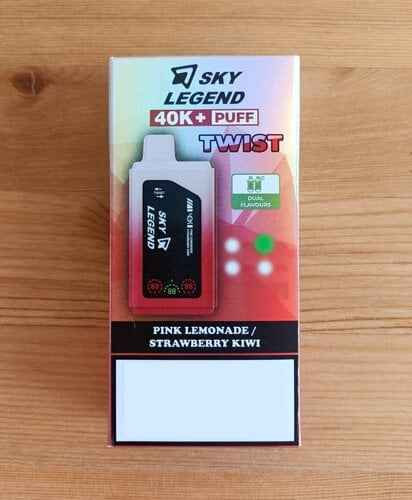 SKY
LEGEND
40K+ PUFF
TWIST
DUAL
FLAVOURS
TWIST
SKY
LEGEND
PINK LEMONADE /
STRAWBERRY KIWI